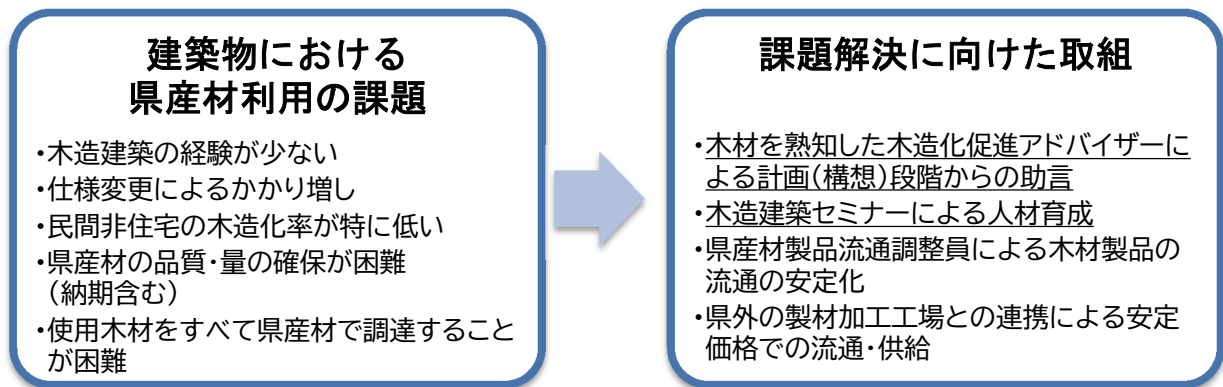 建築物における
県産材利用の課題
・木造建築の経験が少ない
・仕様変更によるかかり増し
・民間非住宅の木造化率が特に低い
・県産材の品質・量の確保が困難
（納期含む）
・使用木材をすべて県産材で調達すること
が困難
課題解決に向けた取組
・木材を熟知した木造化促進アドバイザーに
よる計画（構想）段階からの助言
・木造建築セミナーによる人材育成
・県産材製品流通調整員による木材製品の
流通の安定化
・県外の製材加工工場との連携による安定
価格での流通・供給